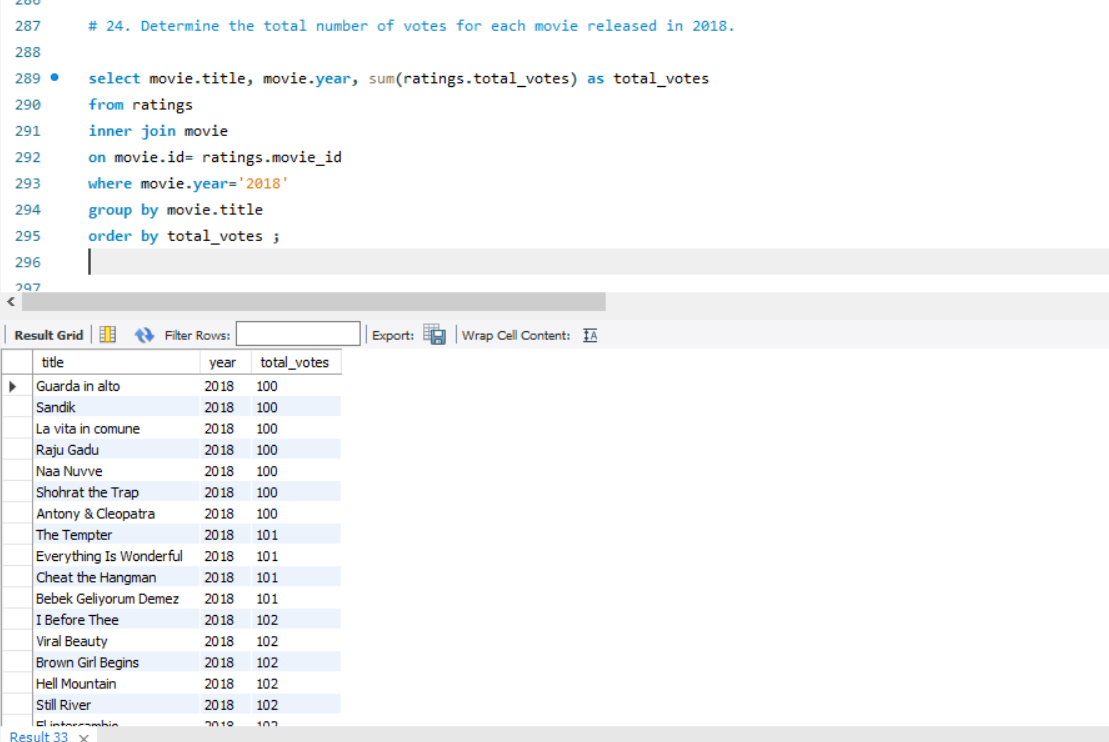 287 # 24. Determine the total number of votes for each movie released in 2018.
288
289 select movie.title, movie.year, sum(ratings.total_votes) as total_votes
290 from ratings
291 inner join movie
292 on movie.id= ratings.movie_id
293 where movie.year='2018'
294 group by movie.title
295 order by total_votes ;
296
297
Result Grid Filter Rows: Export: Wrap Cell Content:
title year total_votes
Guarda in alto 2018 100
Sandik 2018 100
La vita in comune 2018 100
Raju Gadu 2018 100
Naa Nuvve 2018 100
Shohrat the Trap 2018 100
Antony & Cleopatra 2018 100
The Tempter 2018 101
Everything Is Wonderful 2018 101
Cheat the Hangman 2018 101
Bebek Geliyorum Demez 2018 101
I Before Thee 2018 102
Viral Beauty 2018 102
Brown Girl Begins 2018 102
Hell Mountain 2018 102
Still River 2018 102
El intercambio 2018 102
Result 33